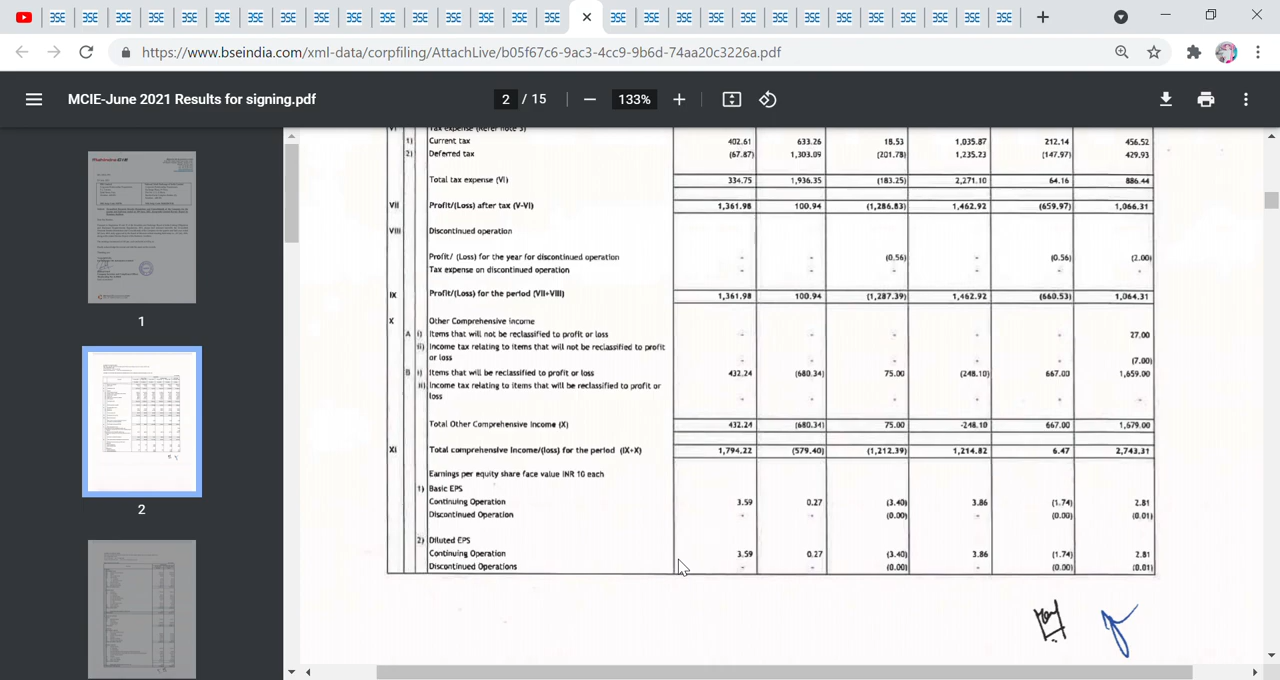 https://www.bseindia.com/xml-data/corpfiling/AttachLive/b05f67c6-9ac3-4cc9-9b6d-74aa20c3226a.pdf
MCIE-June 2021 Results for signing.pdf 2 / 15 133%
VI Tax expense (Refer note 3)
1) Current tax 402.61 633.26 18.53 1,035.87 212.14 456.52
2) Deferred tax (67.87) 1,303.09 (201.78) 1,235.23 (147.97) 429.93
Total tax expense (VI) 334.75 1,936.35 (183.25) 2,271.10 64.16 886.44
VII Profit/(Loss) after tax (V-VI) 1,361.98 100.94 (1,286.83) 1,462.92 (659.97) 1,066.31
VIII Discontinued operation
Profit/ (Loss) for the year for discontinued operation - - (0.56) - (0.56) (2.00)
Tax expense on discontinued operation - - - - - -
IX Profit/(Loss) for the period (VII+VIII) 1,361.98 100.94 (1,287.39) 1,462.92 (660.53) 1,064.31
X Other Comprehensive income
A i) Items that will not be reclassified to profit or loss - - - - - 27.00
ii) Income tax relating to items that will not be reclassified to profit
or loss - - - - - (7.00)
B i) Items that will be reclassified to profit or loss 432.24 (680.34) 75.00 (248.10) 667.00 1,659.00
ii) Income tax relating to items that will be reclassified to profit or
loss - - - - - -
Total Other Comprehensive Income (X) 432.24 (680.34) 75.00 -248.10 667.00 1,679.00
XI Total comprehensive Income/(loss) for the period (IX+X) 1,794.22 (579.40) (1,212.39) 1,214.82 6.47 2,743.31
Earnings per equity share face value INR 10 each
1) Basic EPS
Continuing Operation 3.59 0.27 (3.40) 3.86 (1.74) 2.81
Discontinued Operation - - (0.00) - (0.00) (0.01)
2) Diluted EPS
Continuing Operation 3.59 0.27 (3.40) 3.86 (1.74) 2.81
Discontinued Operations - - (0.00) - (0.00) (0.01)
1
2